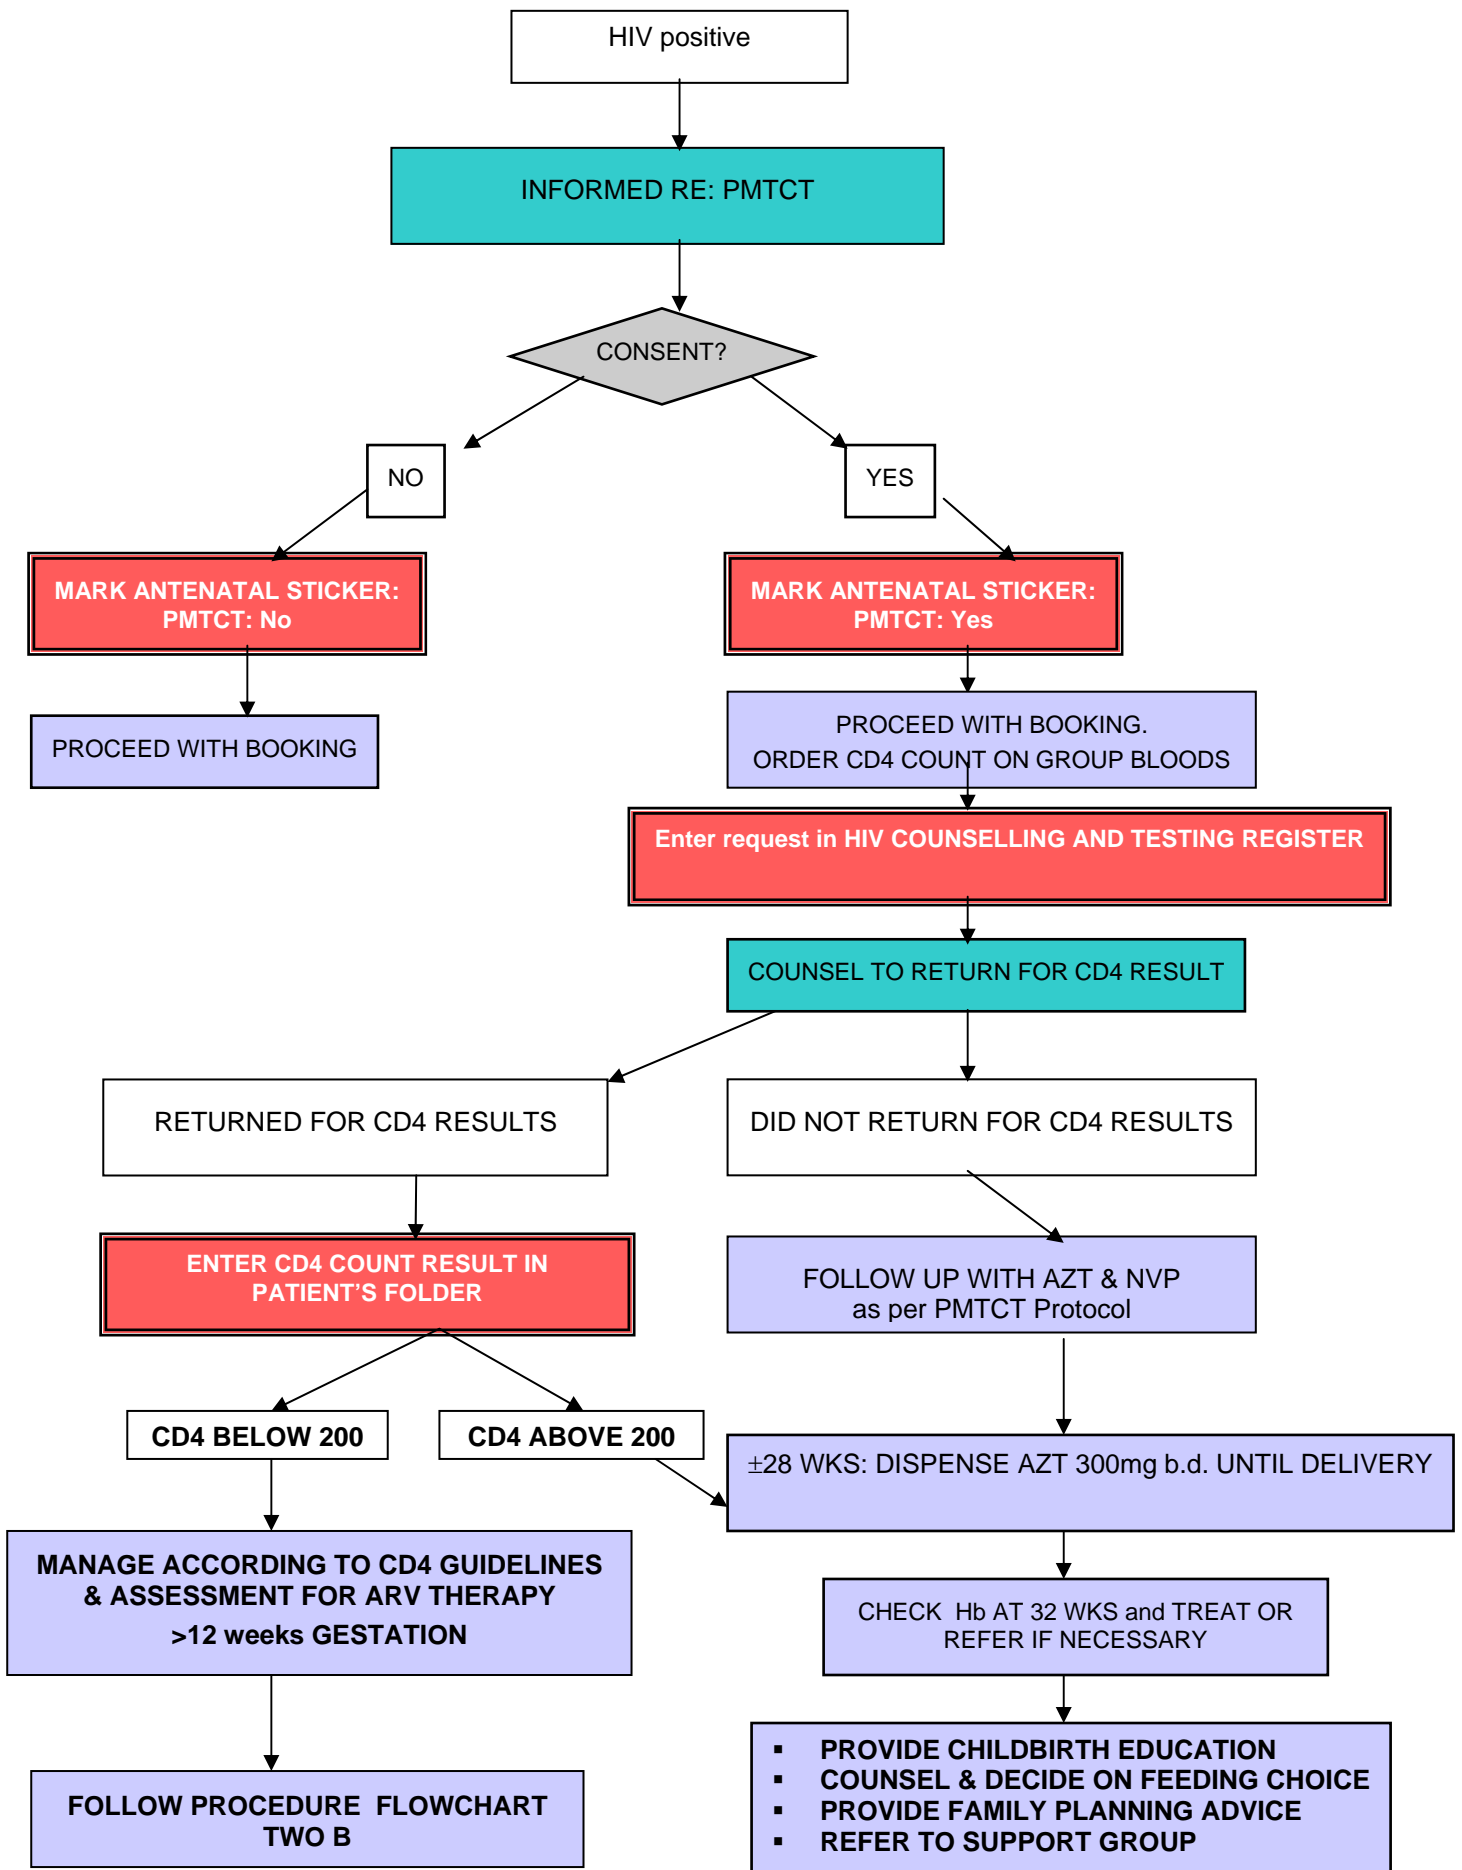 HIV positive
INFORMED RE: PMTCT
CONSENT?
NO
YES
MARK ANTENATAL STICKER:
PMTCT: No
MARK ANTENATAL STICKER:
PMTCT: Yes
PROCEED WITH BOOKING
PROCEED WITH BOOKING.
ORDER CD4 COUNT ON GROUP BLOODS
Enter request in HIV COUNSELLING AND TESTING REGISTER
COUNSEL TO RETURN FOR CD4 RESULT
RETURNED FOR CD4 RESULTS
DID NOT RETURN FOR CD4 RESULTS
ENTER CD4 COUNT RESULT IN
PATIENT’S FOLDER
FOLLOW UP WITH AZT & NVP
as per PMTCT Protocol
CD4 BELOW 200
CD4 ABOVE 200
±28 WKS: DISPENSE AZT 300mg b.d. UNTIL DELIVERY
MANAGE ACCORDING TO CD4 GUIDELINES
& ASSESSMENT FOR ARV THERAPY
>12 weeks GESTATION
CHECK Hb AT 32 WKS and TREAT OR
REFER IF NECESSARY
FOLLOW PROCEDURE FLOWCHART
TWO B
▪ PROVIDE CHILDBIRTH EDUCATION
▪ COUNSEL & DECIDE ON FEEDING CHOICE
▪ PROVIDE FAMILY PLANNING ADVICE
▪ REFER TO SUPPORT GROUP